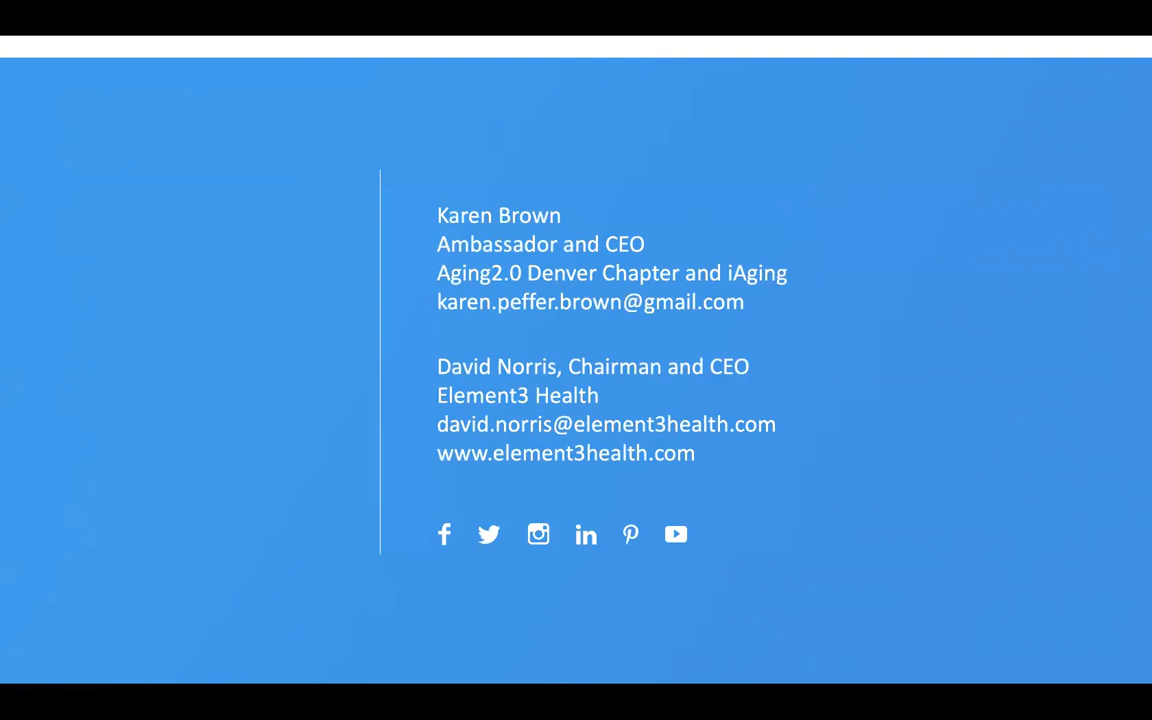 Karen Brown
Ambassador and CEO
Aging2.0 Denver Chapter and iAging
karen.peffer.brown@gmail.com
David Norris, Chairman and CEO
Element3 Health
david.norris@element3health.com
www.element3health.com